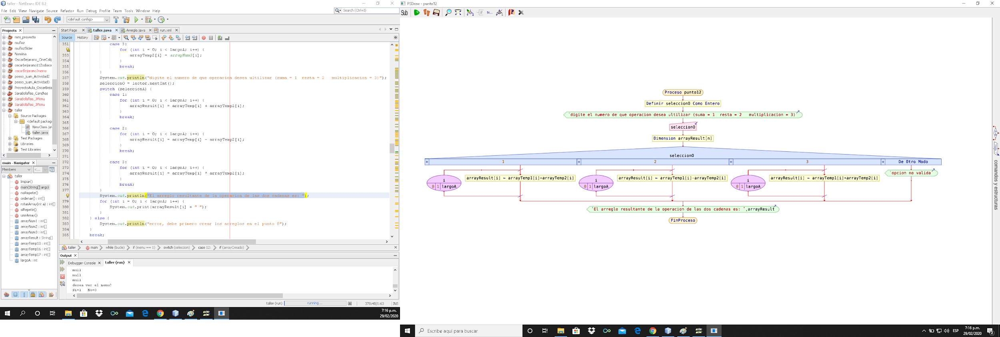 taller - NetBeans IDE 8.2
File Edit View Navigate Source Refactor Run Debug Profile Team Tools Window Help
Search (Ctrl+I)
<default config>
Projects
mini_proyecto
muñoz
muñozSlider
Nomiina
OscarBejarano_CineCalip
oscarbejarano11Zodiaco
oscarBejaranoJmenu
posso_juan_Actividad2
posso_juan_Actividad3
ProyectoAula_OscarBeja
SaraBolaños_Canchas
SaraBolaños_JMenu
SaraBolaños_JMenu
taller
Source Packages
<default packag
NewClass.jav
taller.java
Test Packages
Libraries
Test Libraries
main - Navigator
Members
<...
taller
limpiar()
main(String[] args)
noRepetir()
ordenar() : int[]
rotarArray(int a) : int[]
siRepetir()
unirArray()
arrayNum1 : int[]
arrayNum2 : int[]
arrayNum3 : int[]
arrayResult : String[]
arrayTemp10 : int[]
arrayTemp16 : int[]
arrayTemp17 : int[]
largoA : int
Start Page taller.java Arreglo.java run.xml
Source History
351 case 3:
for (int i = 0; i < largoA; i++) {
353 arrayTemp2[i] = arrayNum3[i];
354 }
355 break;
356 }
357 System.out.println("digite el numero de que operacion desea ultilizar (suma = 1  resta = 2   multiplicacion = 3)");
358 seleccionO = lector.nextInt();
359 switch (seleccionA) {
360 case 1:
361 for (int i = 0; i < largoA; i++) {
362 arrayResult[i] = arrayTemp[i] + arrayTemp2[i];
363 }
364 break;
365
366 case 2:
367 for (int i = 0; i < largoA; i++) {
368 arrayResult[i] = arrayTemp[i] - arrayTemp2[i];
369 }
370 break;
371
372 case 3:
373 for (int i = 0; i < largoA; i++) {
374 arrayResult[i] = arrayTemp[i] * arrayTemp2[i];
375 }
376 break;
377 }
System.out.println("El arreglo resultante de la operacion de las dos cadenas es: ");
379 for (int i = 0; i < largoA; i++) {
380 System.out.print(arrayResult[i] + " ");
381 }
382 } else {
383 System.out.println("error, debe primero crear los arreglos en el punto 0");
384 }
385 break;
taller main while (bucle) if (menu == 1) switch (seleccion) case 12: if (arrayCreado)
Output
Debugger Console taller (run)
null
null
null
desea ver el menu?
Si=1   No=0
taller (run) running... 378:48/1:63 INS
7:16 p.m.
29/02/2020
PSDraw - punto12
Sub
Proceso punto12
Definir seleccionO Como Entero
'digite el numero de que operacion desea ultilizar (suma = 1  resta = 2   multiplicacion = 3)
seleccionO
Dimension arrayResult[n]
seleccionO
+ 1 + 2 + 3 + De Otro Modo
i
0 1 largoA
arrayResult[i] ← arrayTemp1[i]+arrayTemp2[i]
i
0 1 largoA
arrayResult[i] ← arrayTemp1[i]-arrayTemp2[i]
i
0 1 largoA
arrayResult[i] ← arrayTemp1[i]*arrayTemp2[i]
'opcion no valida
'El arreglo resultante de la operacion de las dos cadenas es: ',arrayResult
FinProceso
comandos y estructuras
Escribe aquí para buscar
ESP
7:16 p.m.
29/02/2020
2